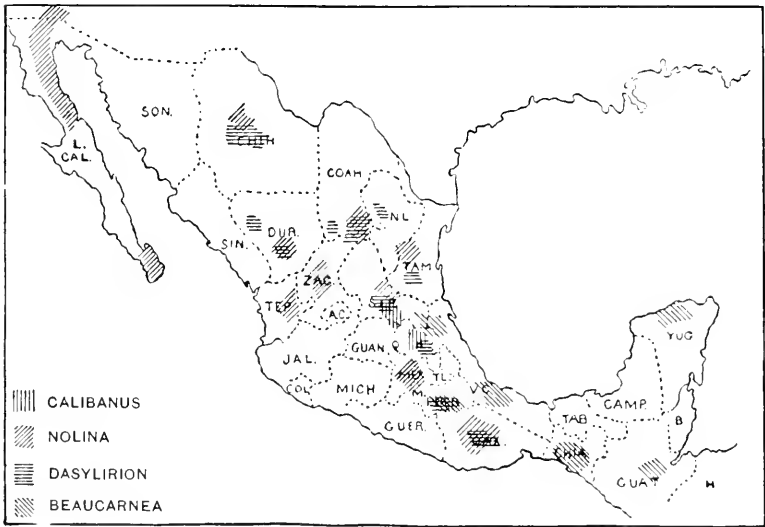 SON.
CHIH
L.
CAL.
COAH.
N.L.
DUR.
SIN.
TAM.
ZAC.
TEP.
S.L.P.
A.C.
GUAN.
Q
H
JAL.
TL.
YUC
COL.
MICH
M.
V.C.
CAMP.
TAB
B
GUER.
CHIA
GUAT
H
CALIBANUS
NOLINA
DASYLIRION
BEAUCARNEA